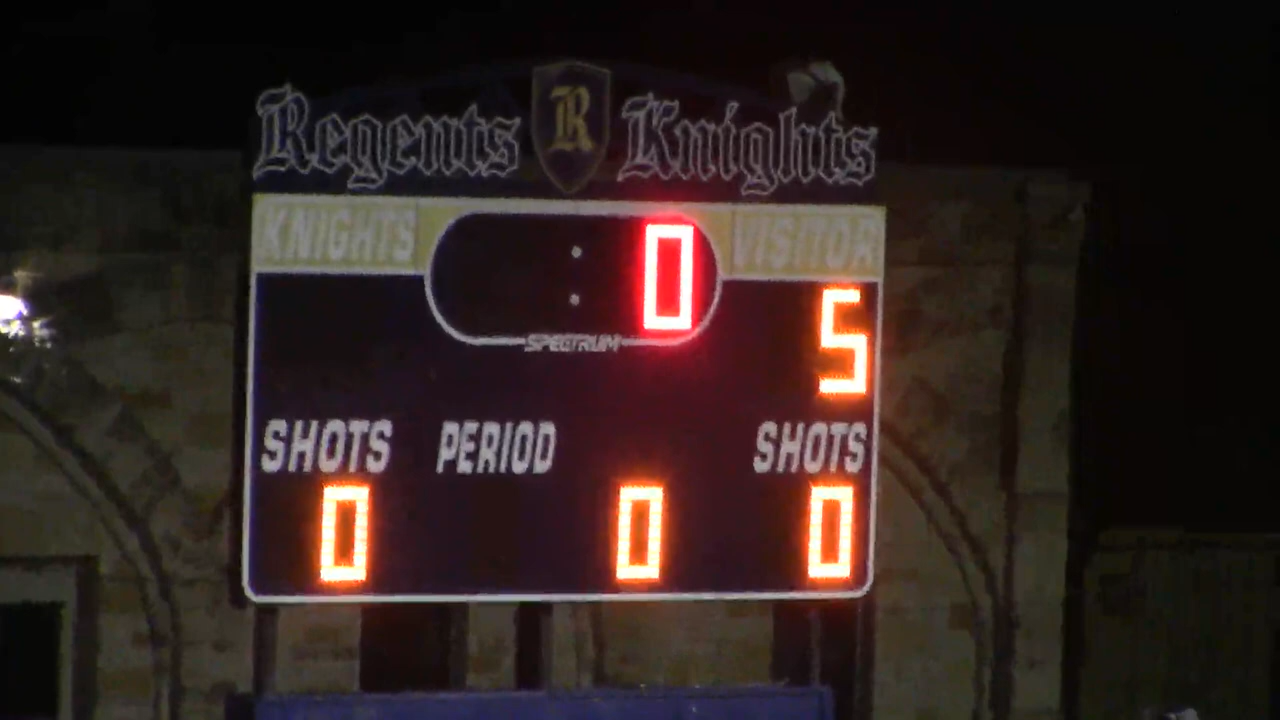 Regents R Knights
KNIGHTS : 0 VISITOR
SPECTRUM
5
SHOTS PERIOD SHOTS
0 0 0